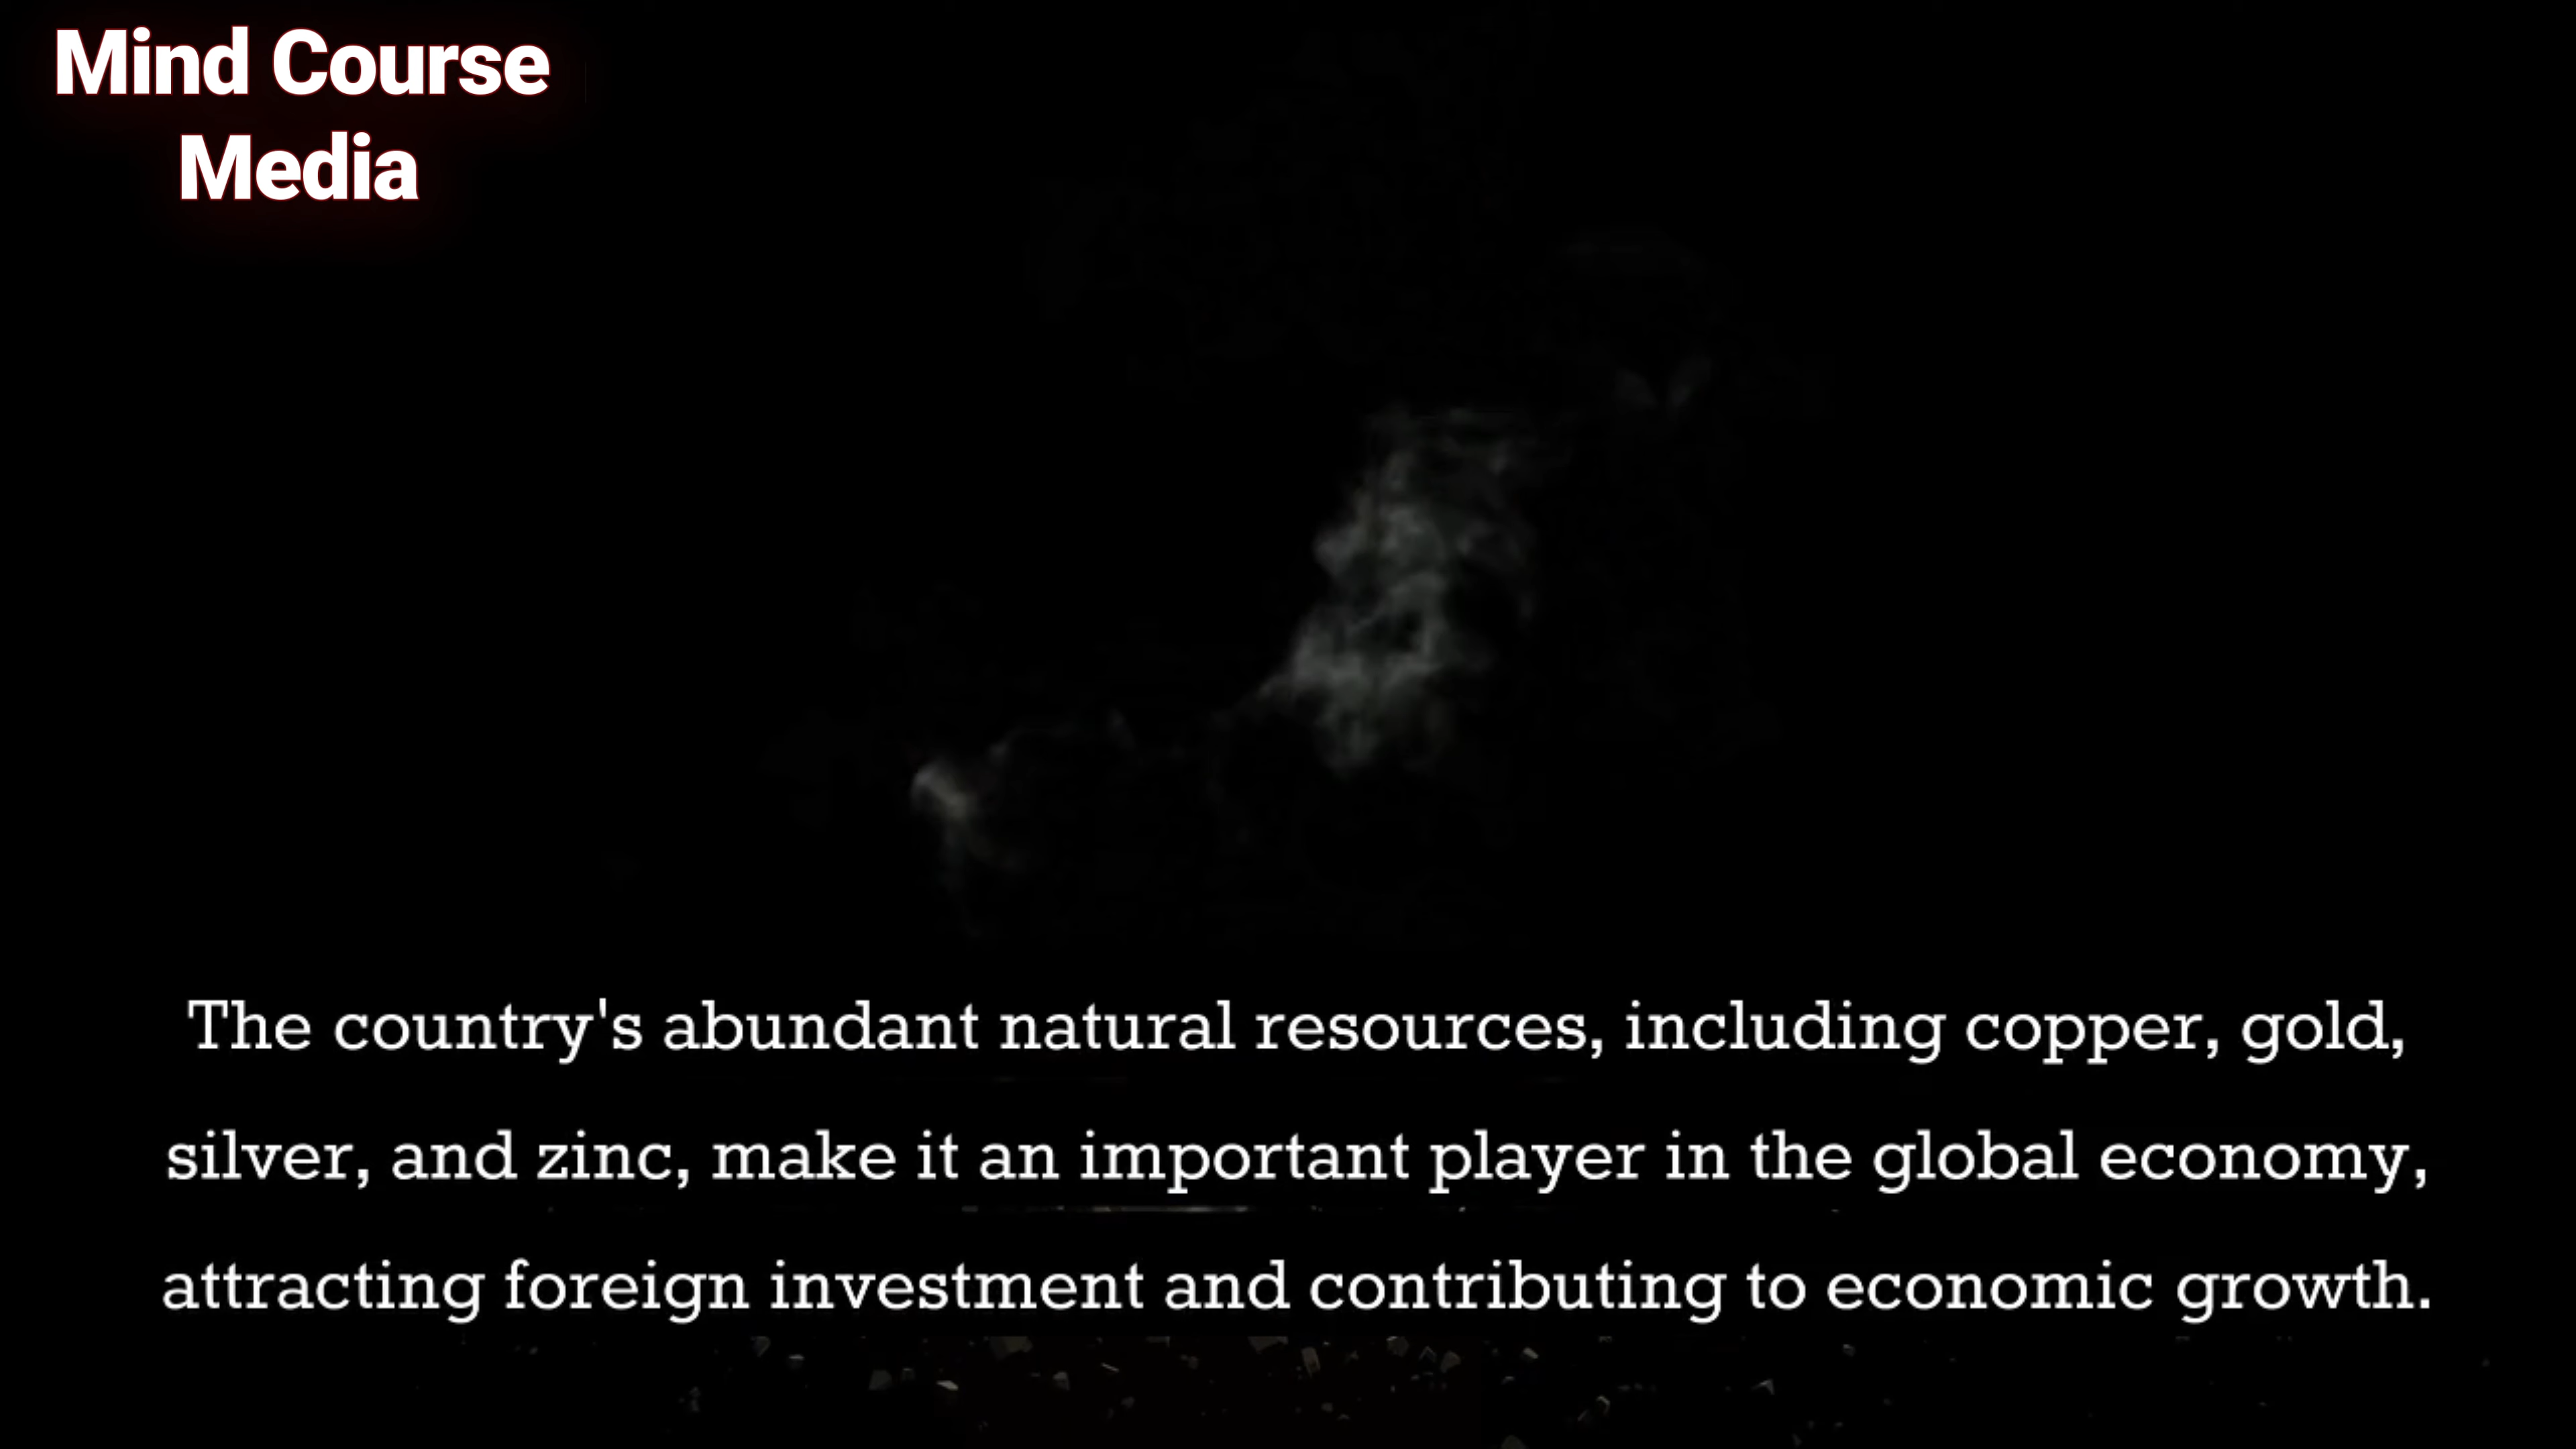 Mind Course
Media
The country's abundant natural resources, including copper, gold,
silver, and zinc, make it an important player in the global economy,
attracting foreign investment and contributing to economic growth.